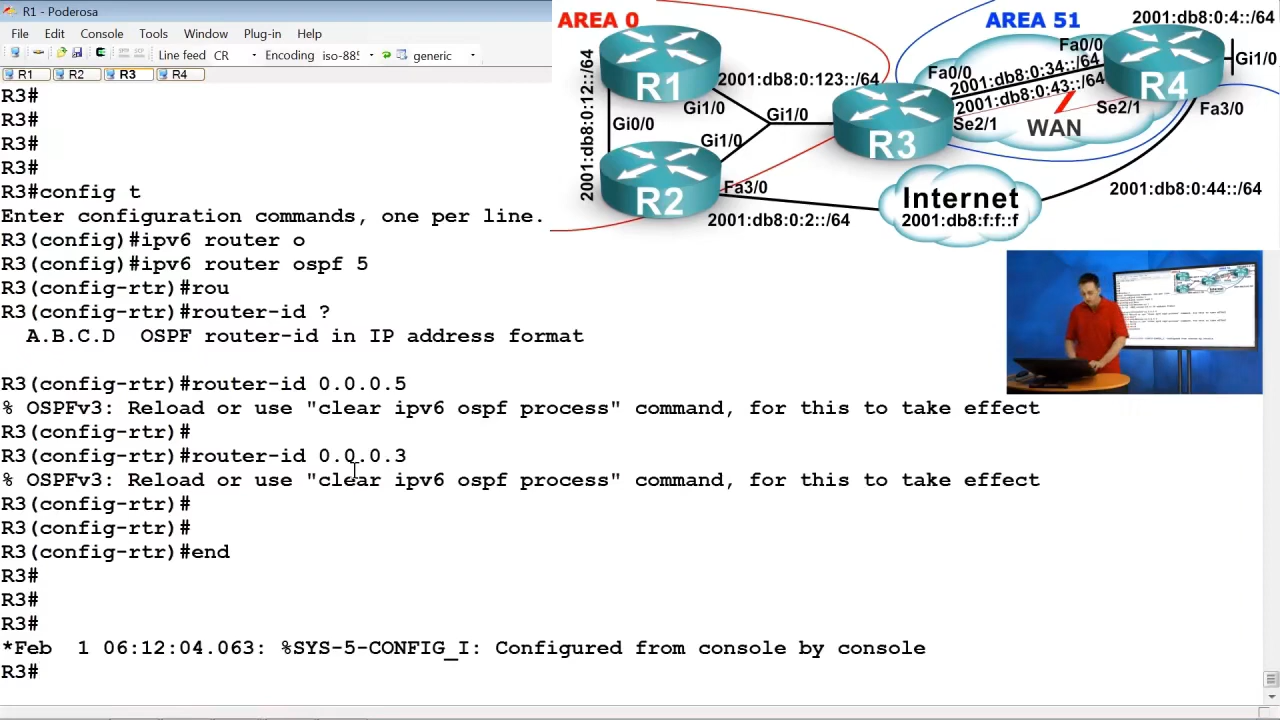 R1 - Poderosa
File Edit Console Tools Window Plug-in Help
Line feed CR Encoding iso-88: generic
R1 R2 R3 R4
R3#
R3#
R3#
R3#
R3#config t
Enter configuration commands, one per line.
R3(config)#ipv6 router o
R3(config)#ipv6 router ospf 5
R3(config-rtr)#rou
R3(config-rtr)#router-id ?
A.B.C.D OSPF router-id in IP address format
R3(config-rtr)#router-id 0.0.0.5
% OSPFv3: Reload or use "clear ipv6 ospf process" command, for this to take effect
R3(config-rtr)#
R3(config-rtr)#router-id 0.0.0.3
% OSPFv3: Reload or use "clear ipv6 ospf process" command, for this to take effect
R3(config-rtr)#
R3(config-rtr)#
R3(config-rtr)#end
R3#
R3#
R3#
*Feb 1 06:12:04.063: %SYS-5-CONFIG_I: Configured from console by console
R3#
AREA 0
AREA 51
2001:db8:0:4::/64
R1
2001:db8:0:12::/64
2001:db8:0:123::/64
Gi1/0
Gi0/0
Gi1/0
Gi1/0
R2
Fa3/0
2001:db8:0:2::/64
R3
Fa0/0
Fa0/0
2001:db8:0:34::/64
2001:db8:0:43::/64
Se2/1
Se2/1
WAN
R4
Gi1/0
Fa3/0
2001:db8:0:44::/64
Internet
2001:db8:f:f::f